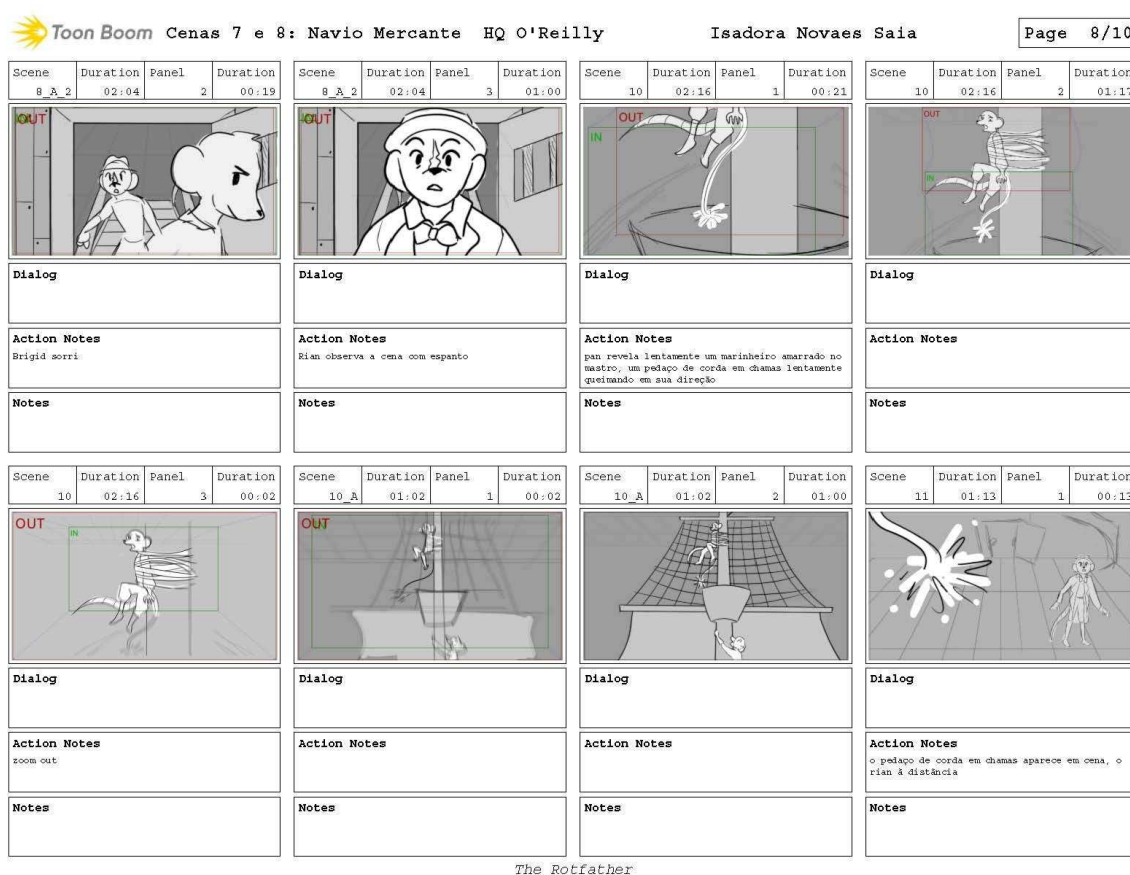 Toon Boom Cenas 7 e 8: Navio Mercante HQ O'Reilly Isadora Novaes Saia Page 8/10
Scene Duration Panel Duration Scene Duration Panel Duration Scene Duration Panel Duration Scene Duration Panel Duration
8_A_2 02:04 2 00:19 8_A_2 02:04 3 01:00 10 02:16 1 00:21 10 02:16 2 01:17
OUT OUT OUT OUT
IN IN
Dialog Dialog Dialog Dialog
Action Notes Action Notes Action Notes Action Notes
Brigid sorri Rian observa a cena com espanto pan revela lentamente um marinheiro amarrado no
mastro, um pedaço de corda em chamas lentamente
queimando em sua direção
Notes Notes Notes Notes
Scene Duration Panel Duration Scene Duration Panel Duration Scene Duration Panel Duration Scene Duration Panel Duration
10 02:16 3 00:02 10_A 01:02 1 00:02 10_A 01:02 2 01:00 11 01:13 1 00:13
OUT OUT
IN
Dialog Dialog Dialog Dialog
Action Notes Action Notes Action Notes Action Notes
zoom out o pedaço de corda em chamas aparece em cena, o
rian à distância
Notes Notes Notes Notes
The Rotfather